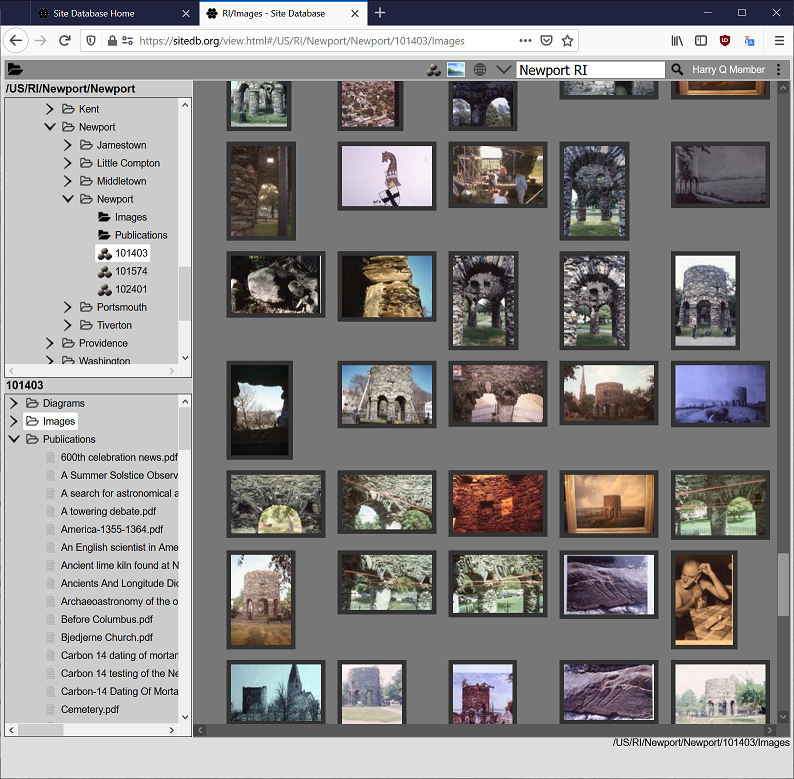 Site Database Home
RI/Images - Site Database
https://sitedb.org/view.html#/US/RI/Newport/Newport/101403/Images
Newport RI
Harry Q Member
/US/RI/Newport/Newport
Kent
Newport
Jamestown
Little Compton
Middletown
Newport
Images
Publications
101403
101574
102401
Portsmouth
Tiverton
Providence
Washington
101403
Diagrams
Images
Publications
600th celebration news.pdf
A Summer Solstice Observ
A search for astronomical a
A towering debate.pdf
America-1355-1364.pdf
An English scientist in Ame
Ancient lime kiln found at N
Ancients And Longitude Dic
Archaeoastronomy of the o
Before Columbus.pdf
Bjedjerne Church.pdf
Carbon 14 dating of mortar
Carbon 14 testing of the Ne
Carbon-14 Dating Of Morta
Cemetery.pdf
/US/RI/Newport/Newport/101403/Images